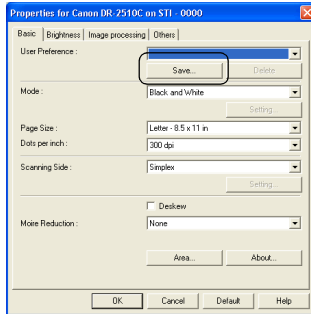 Properties for Canon DR-2510C on STI - 0000
Basic Brightness Image processing Others
User Preference :
Save... Delete
Mode : Black and White
Setting...
Page Size : Letter - 8.5 x 11 in
Dots per inch : 300 dpi
Scanning Side : Simplex
Setting...
Deskew
Moire Reduction : None
Area... About...
OK Cancel Default Help